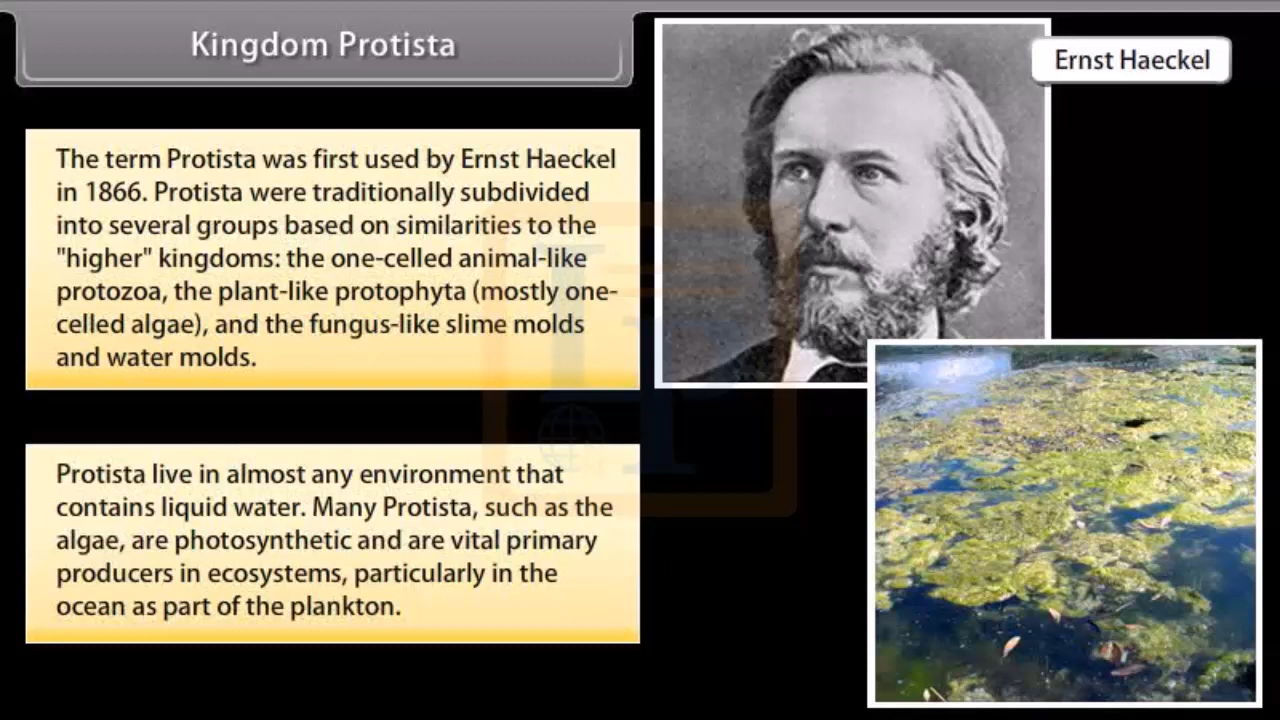 Kingdom Protista
Ernst Haeckel
The term Protista was first used by Ernst Haeckel
in 1866. Protista were traditionally subdivided
into several groups based on similarities to the
"higher" kingdoms: the one-celled animal-like
protozoa, the plant-like protophyta (mostly one-
celled algae), and the fungus-like slime molds
and water molds.
Protista live in almost any environment that
contains liquid water. Many Protista, such as the
algae, are photosynthetic and are vital primary
producers in ecosystems, particularly in the
ocean as part of the plankton.